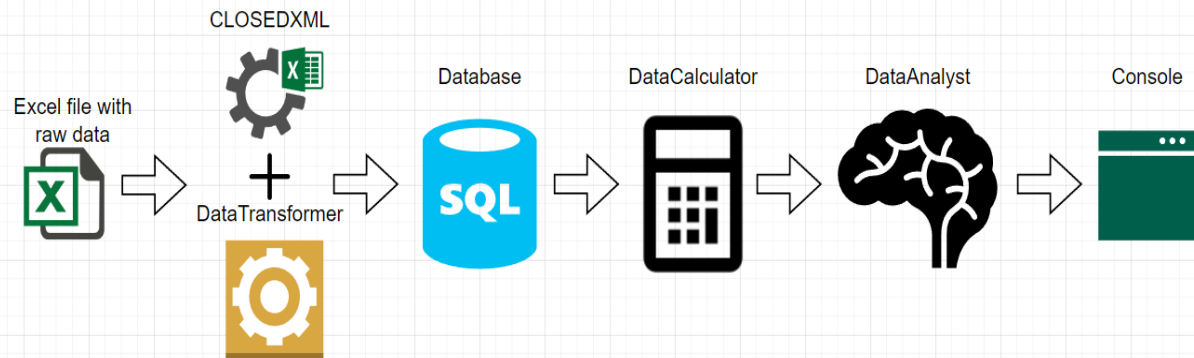 CLOSEDXML
X
Excel file with
raw data
X
+
DataTransformer
Database
SQL
DataCalculator
DataAnalyst
Console